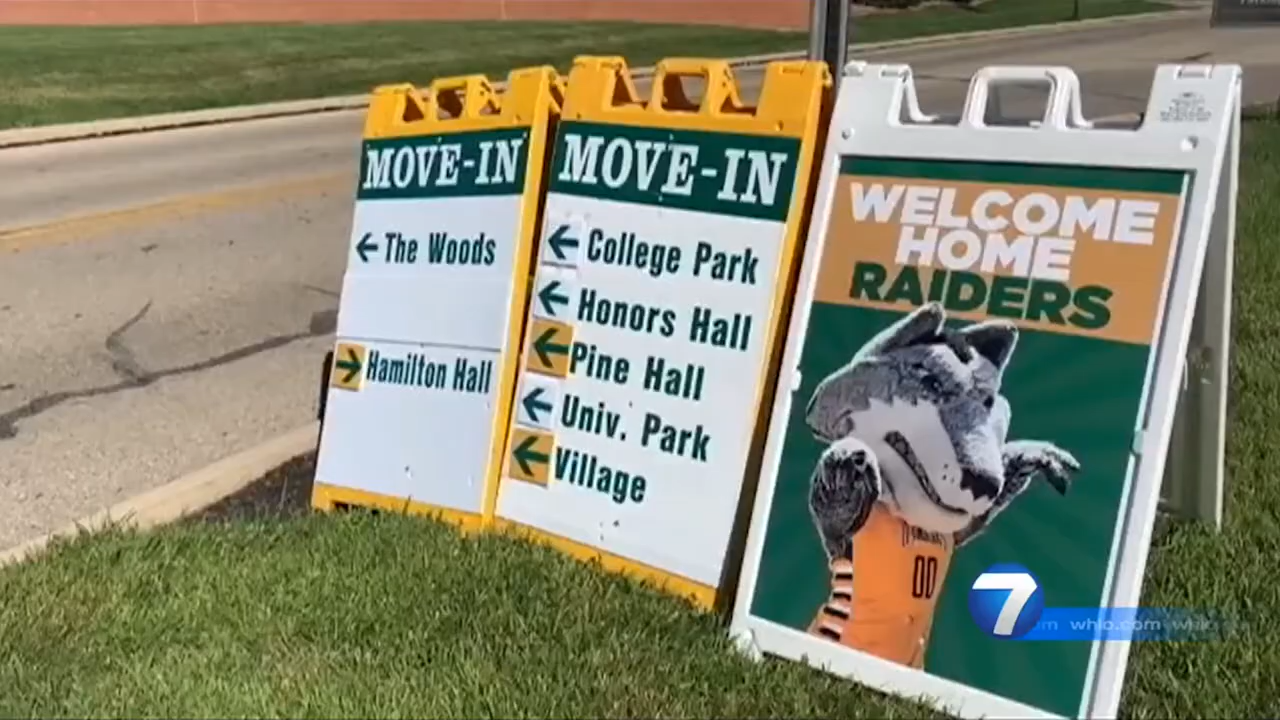 MOVE-IN
The Woods
Hamilton Hall
MOVE-IN
College Park
Honors Hall
Pine Hall
Univ. Park
Village
WELCOME
HOME
RAIDERS
00
7
whio.com